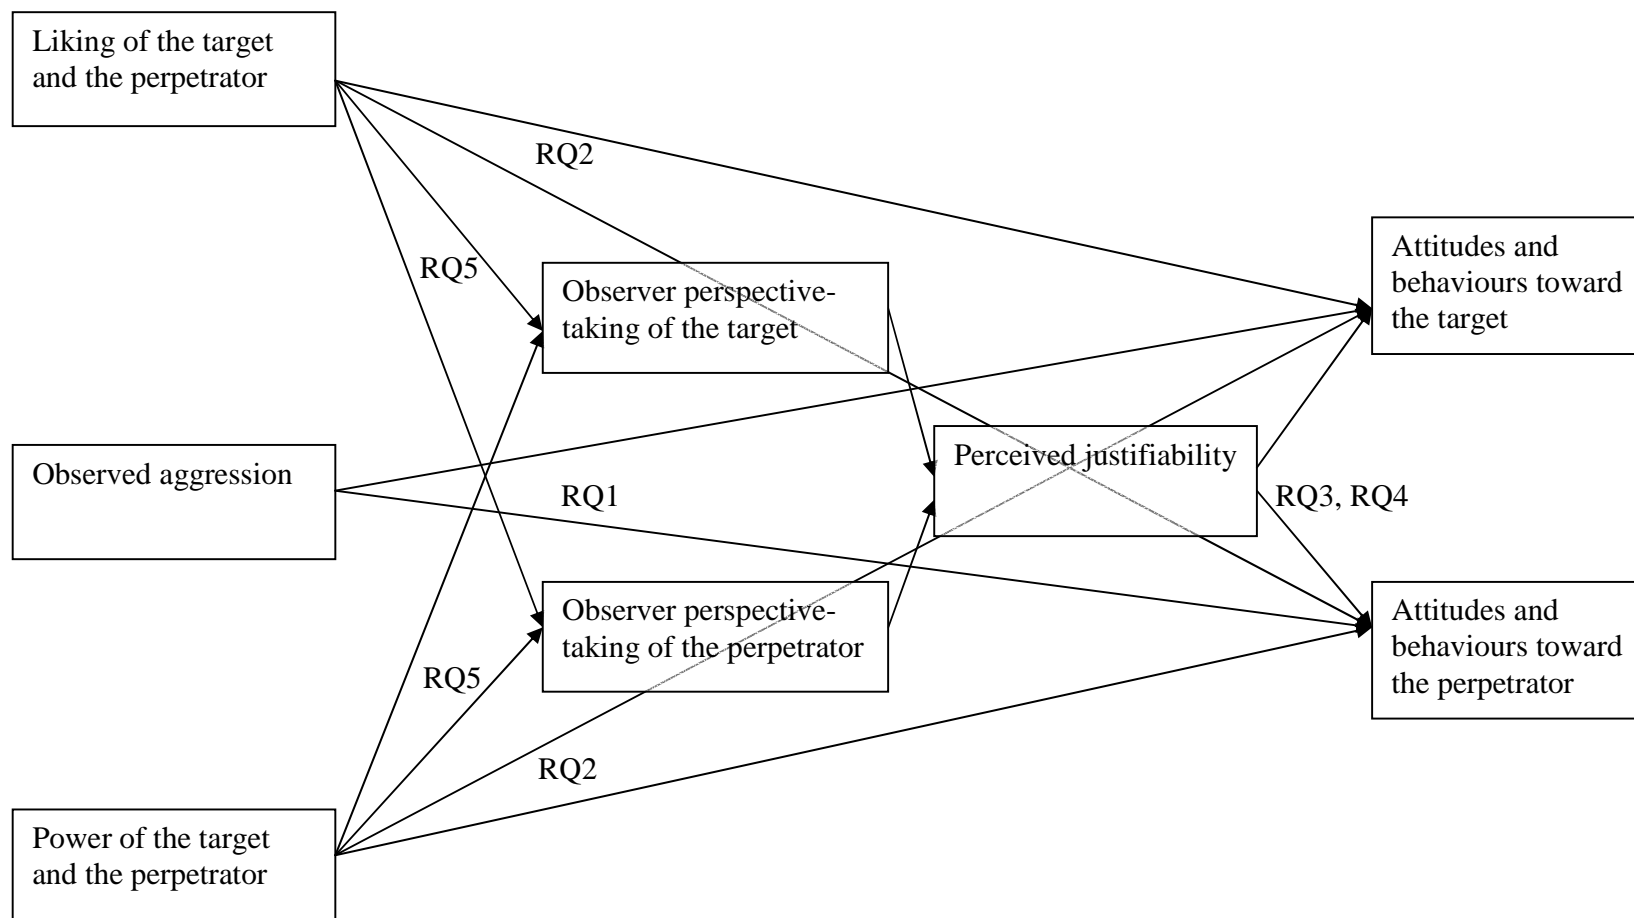 Liking of the target
and the perpetrator
RQ2
RQ5
Attitudes and
behaviours toward
the target
Observer perspective-
taking of the target
Observed aggression
RQ1
Perceived justifiability
RQ3, RQ4
Observer perspective-
taking of the perpetrator
Attitudes and
behaviours toward
the perpetrator
RQ5
RQ2
Power of the target
and the perpetrator